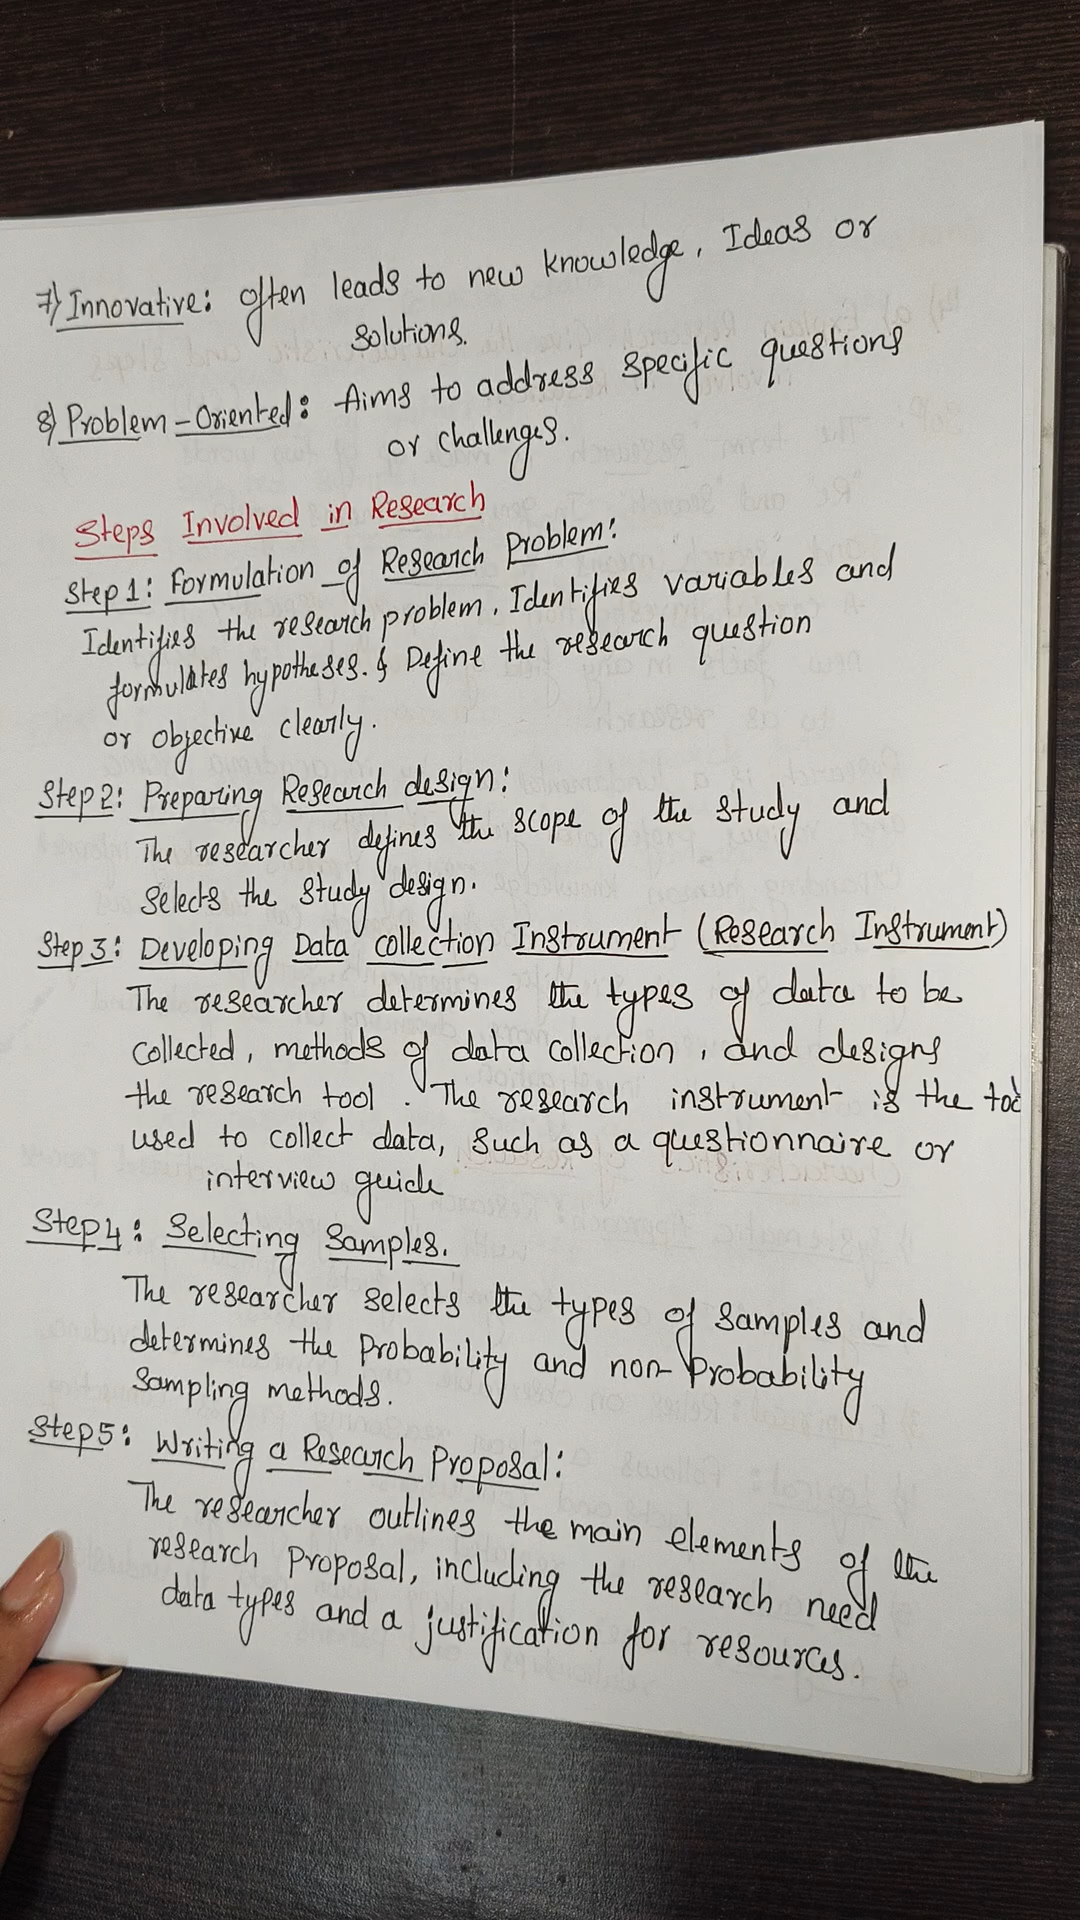 7) Innovative: Often leads to new knowledge, Ideas or
solutions.
8) Problem-Oriented: Aims to address specific questions
or challenges.
Steps Involved in Research
Step 1: Formulation of Research Problem:
Identifies the research problem. Identifies variables and
formulates hypotheses. & Define the research question
or objective clearly.
Step 2: Preparing Research design:
The researcher defines the scope of the study and
selects the study design.
Step 3: Developing Data collection Instrument (Research Instrument)
The researcher determines the types of data to be
collected, methods of data collection, and designs
the research tool. The research instrument is the tool
used to collect data, such as a questionnaire or
interview guide
Step 4: Selecting Samples.
The researcher selects the types of samples and
determines the Probability and non-Probability
Sampling methods.
Step 5: Writing a Research Proposal:
The researcher outlines the main elements of the
research Proposal, including the research need
data types and a justification for resources.